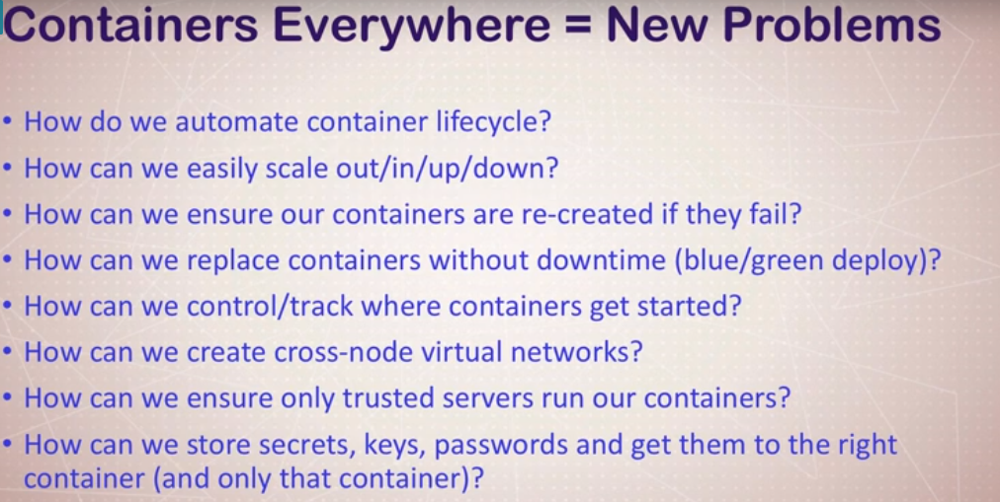 Containers Everywhere = New Problems
• How do we automate container lifecycle?
• How can we easily scale out/in/up/down?
• How can we ensure our containers are re-created if they fail?
• How can we replace containers without downtime (blue/green deploy)?
• How can we control/track where containers get started?
• How can we create cross-node virtual networks?
• How can we ensure only trusted servers run our containers?
• How can we store secrets, keys, passwords and get them to the right
container (and only that container)?